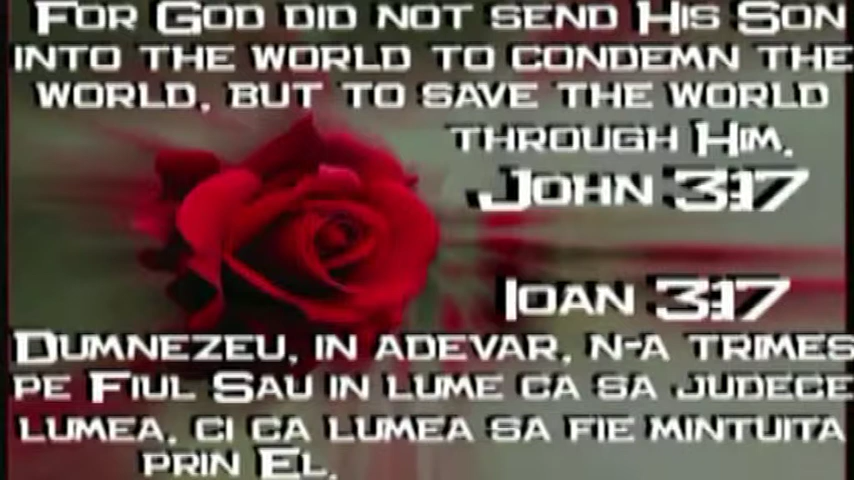 For God did not send His Son
into the world to condemn the
world, but to save the world
through Him.
John 3:17
Ioan 3:17
Dumnezeu, in adevar, n-a trimes
pe Fiul Sau in lume ca sa judece
lumea, ci ca lumea sa fie mintuita
prin El.